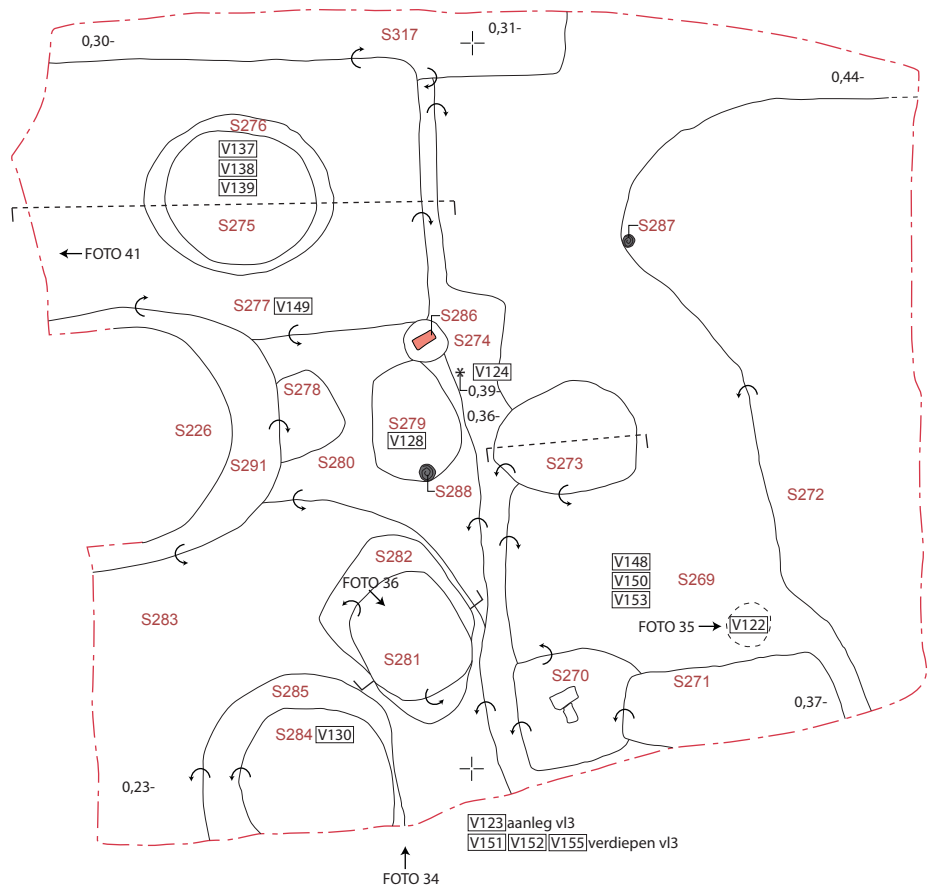 S317
0,31-
0,30-
0,44-
S276
V137
V138
V139
S275
S287
FOTO 41
S277 V149
S286
S274
V124
0,39-
S278
0,36-
S279
V128
S226
S291
S280
S273
S288
S272
S282
V148
FOTO 36
V150
S269
V153
S283
FOTO 35
V122
S281
S270
S271
S285
0,37-
S284 V130
0,23-
V123 aanleg vl3
V151 V152 V155 verdiepen vl3
FOTO 34